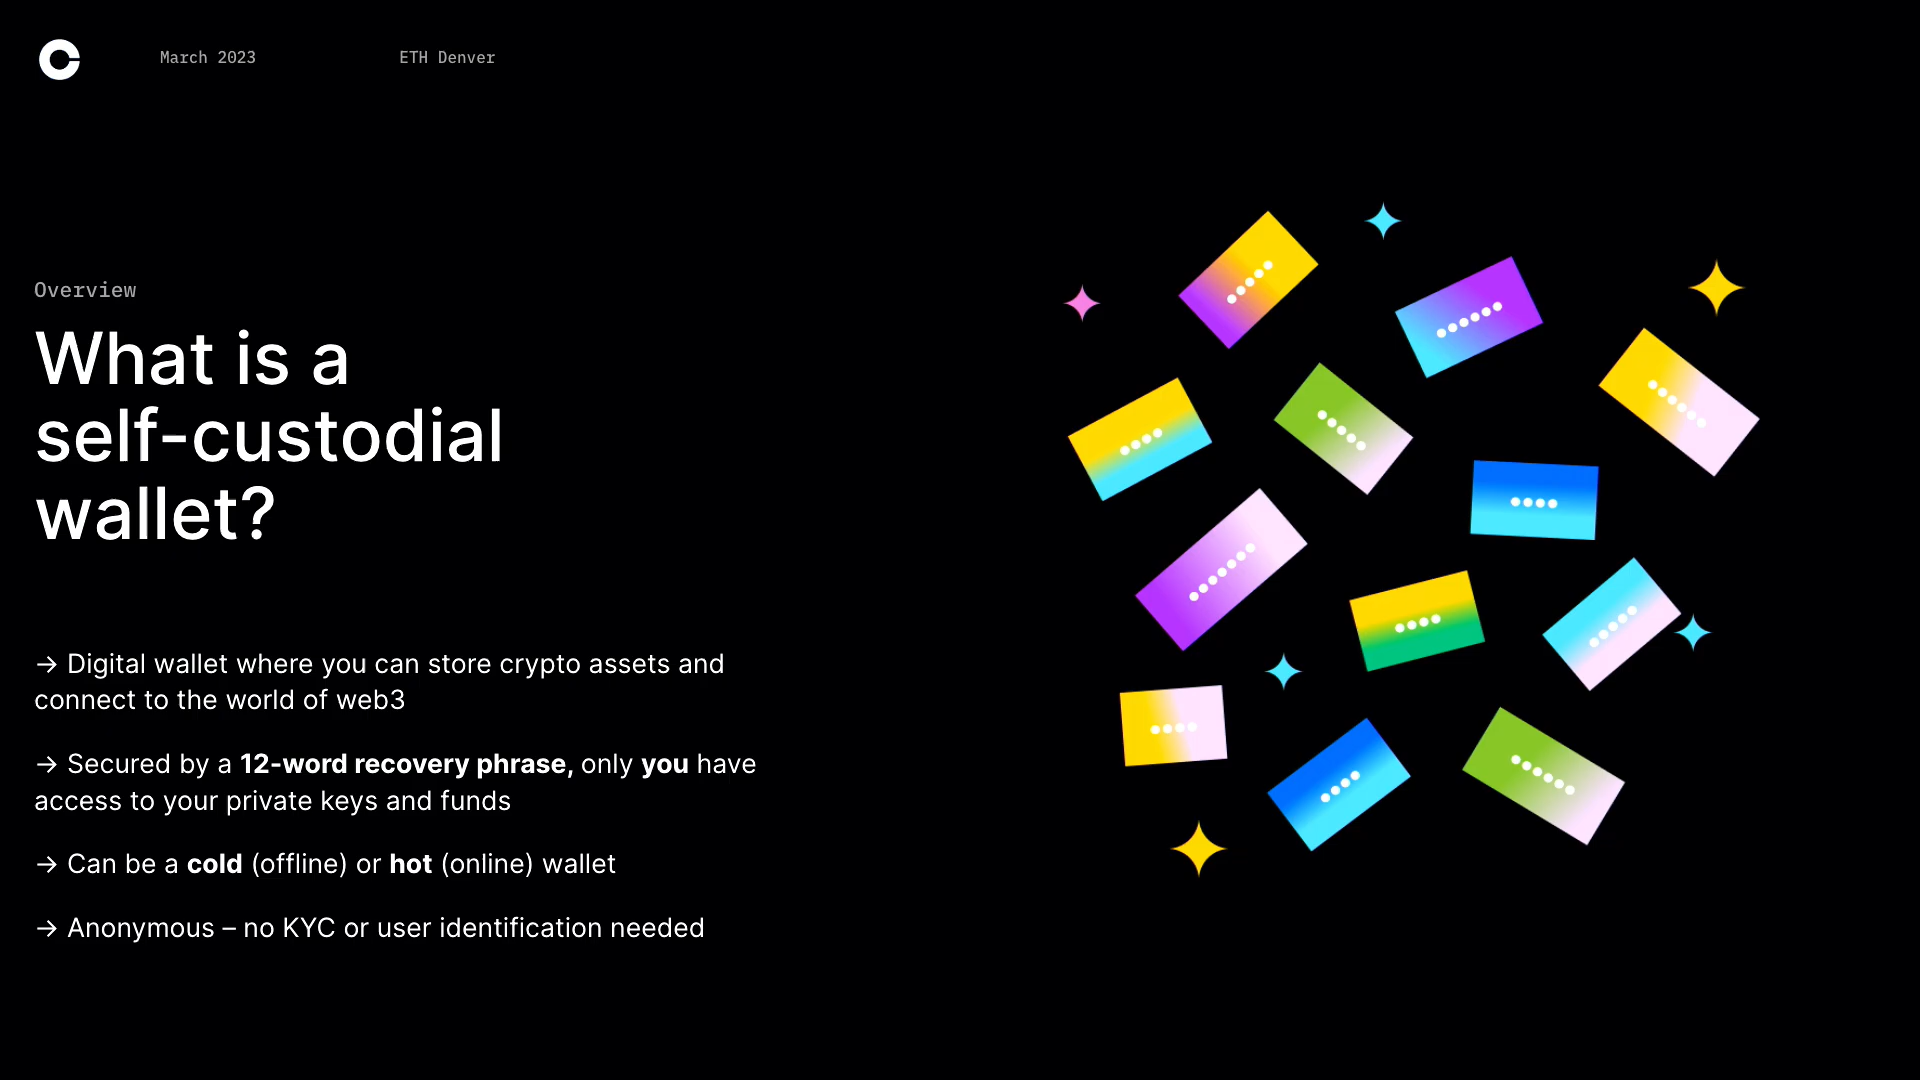 March 2023
ETH Denver
Overview
What is a
self-custodial
wallet?
→ Digital wallet where you can store crypto assets and
connect to the world of web3
→ Secured by a 12-word recovery phrase, only you have
access to your private keys and funds
→ Can be a cold (offline) or hot (online) wallet
→ Anonymous – no KYC or user identification needed